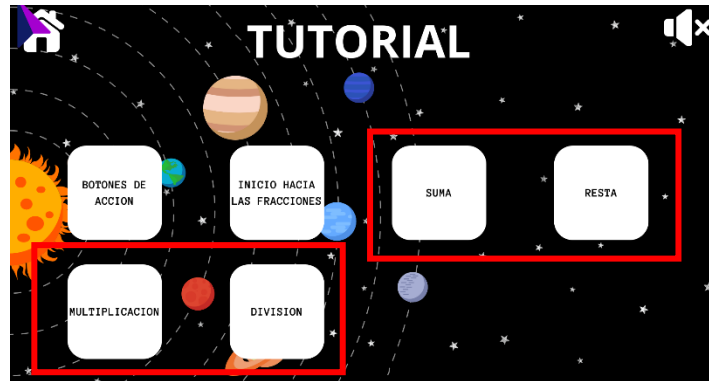 TUTORIAL
BOTONES DE
ACCION
INICIO HACIA
LAS FRACCIONES
SUMA
RESTA
MULTIPLICACION
DIVISION